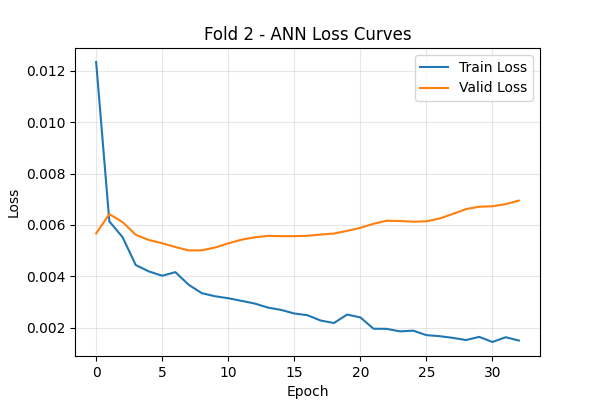 Fold 2 - ANN Loss Curves
Train Loss
Valid Loss
0.012
0.010
0.008
0.006
0.004
0.002
Loss
0 5 10 15 20 25 30
Epoch